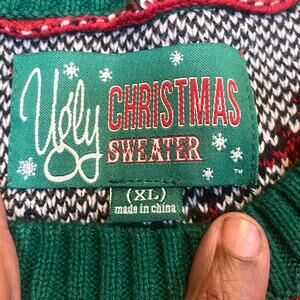 Ugly CHRISTMAS
SWEATER
TM
(XL)
made in china